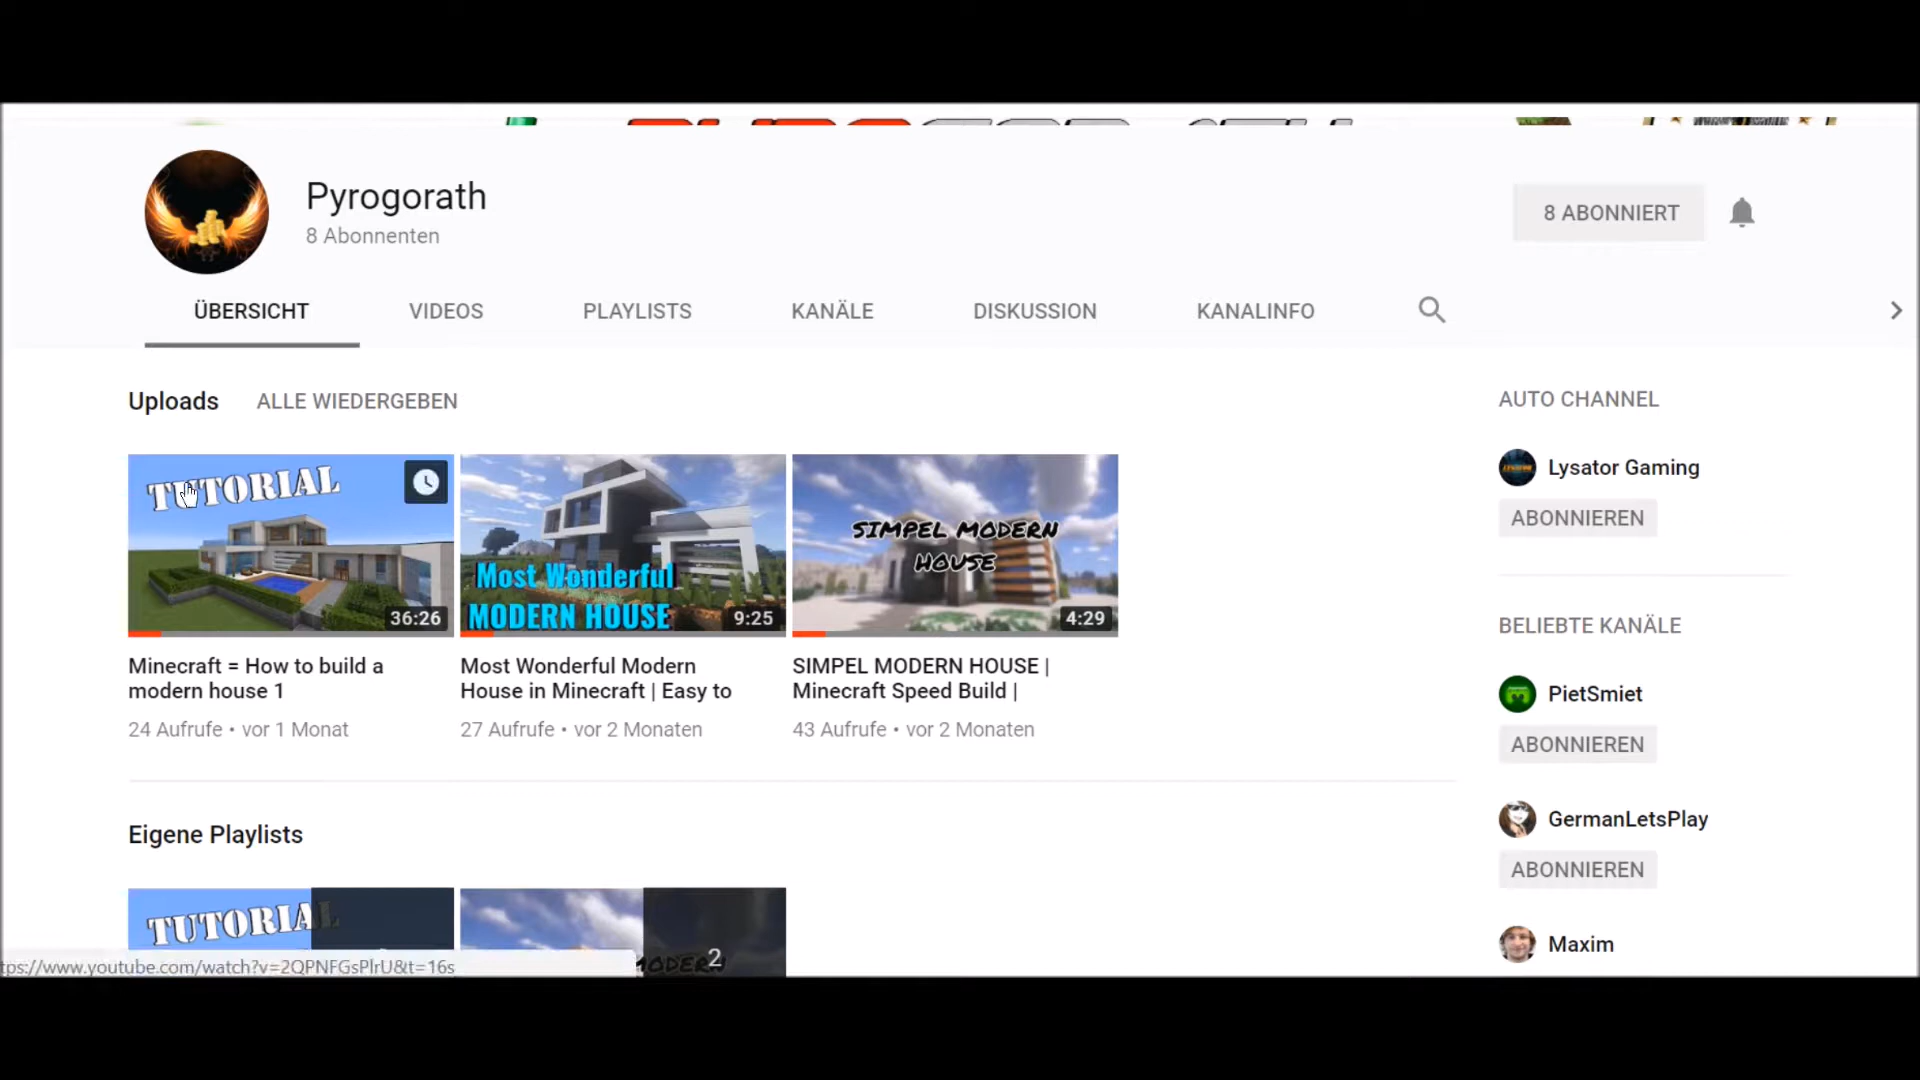 Pyrogorath
8 Abonnenten
8 ABONNIERT
ÜBERSICHT
VIDEOS
PLAYLISTS
KANÄLE
DISKUSSION
KANALINFO
Uploads
ALLE WIEDERGEBEN
TUTORIAL
36:26
Minecraft = How to build a
modern house 1
24 Aufrufe • vor 1 Monat
Most Wonderful
MODERN HOUSE
9:25
Most Wonderful Modern
House in Minecraft | Easy to
27 Aufrufe • vor 2 Monaten
SIMPEL MODERN
HOUSE
4:29
SIMPEL MODERN HOUSE |
Minecraft Speed Build |
43 Aufrufe • vor 2 Monaten
AUTO CHANNEL
Lysator Gaming
ABONNIEREN
BELIEBTE KANÄLE
PietSmiet
ABONNIEREN
GermanLetsPlay
ABONNIEREN
Maxim
Eigene Playlists
TUTORIAL
2
tps://www.youtube.com/watch?v=2QPNFGsPlrU&t=16s